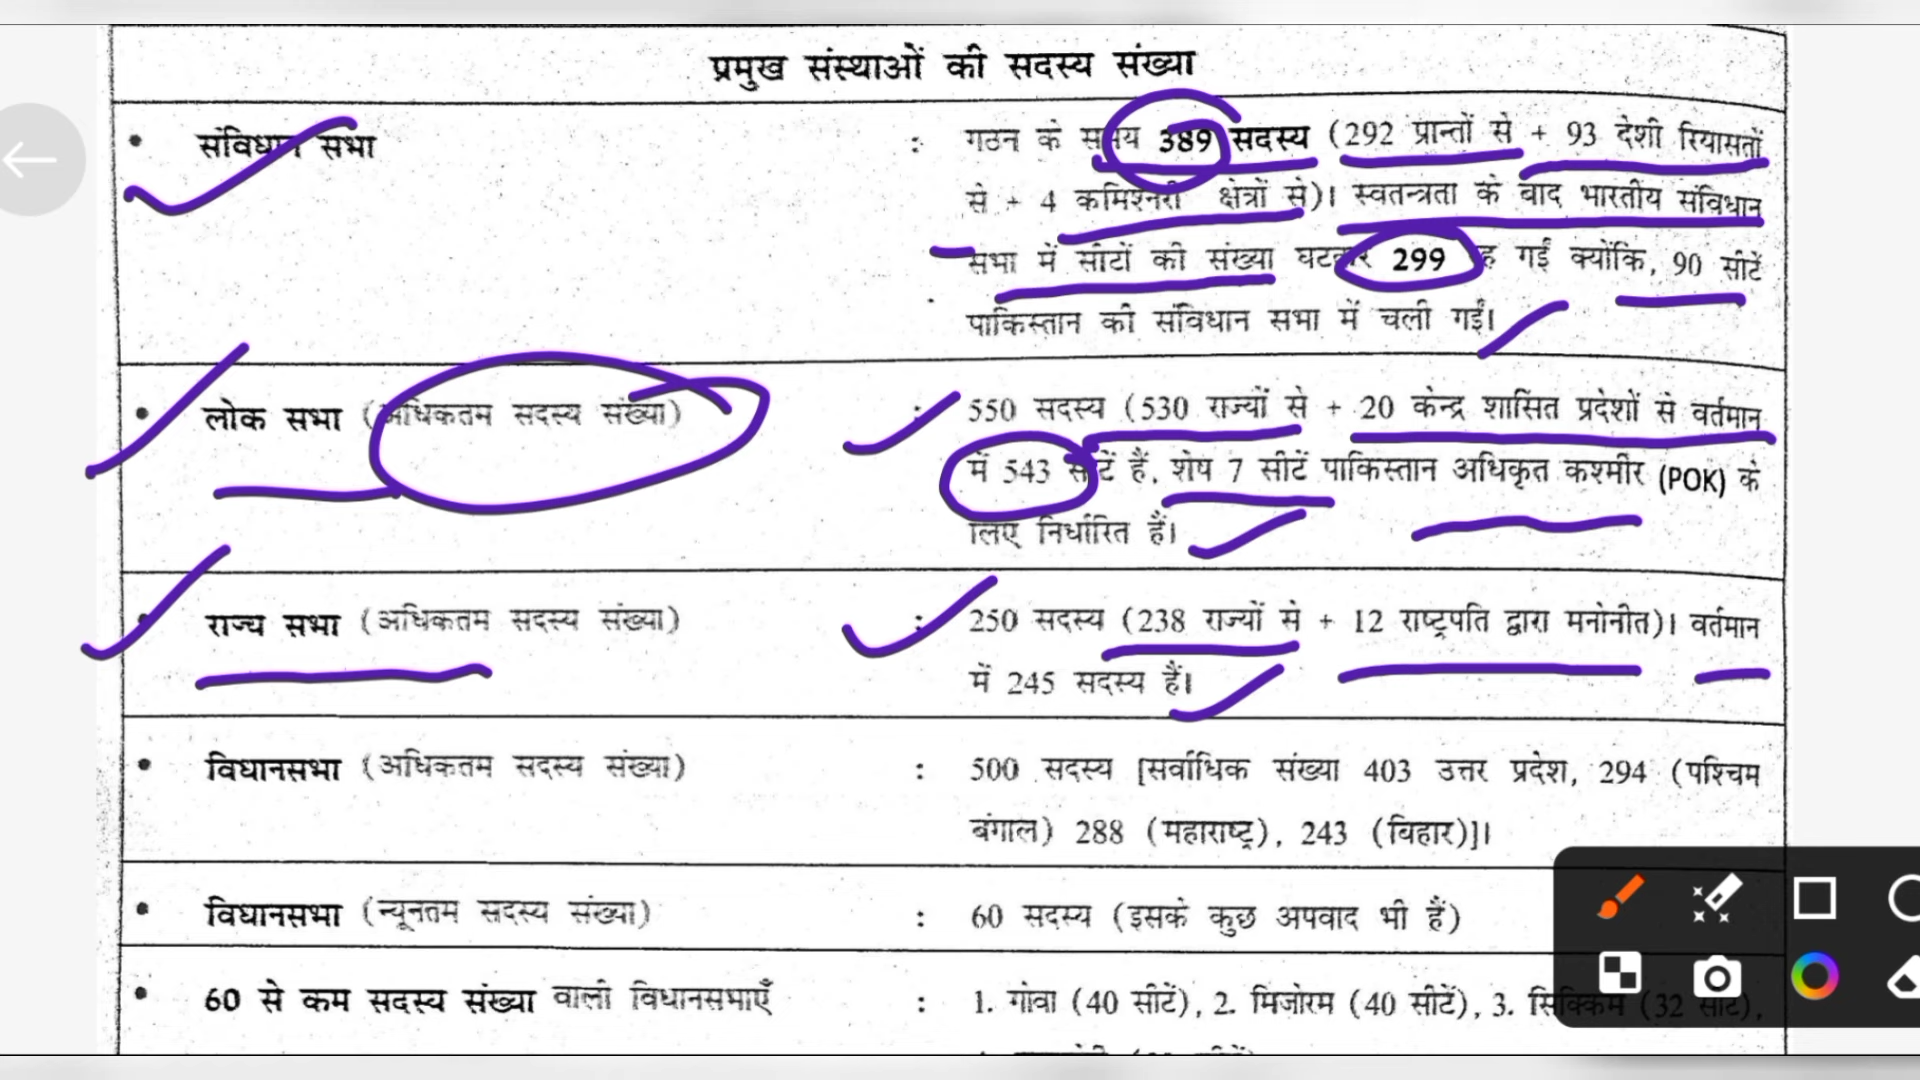 प्रमुख संस्थाओं की सदस्य संख्या
• संविधान सभा : गठन के समय 389 सदस्य (292 प्रान्तों से + 93 देशी रियासतों
से + 4 कमिश्नरी क्षेत्रों से)। स्वतन्त्रता के बाद भारतीय संविधान
सभा में सीटों की संख्या घटकर 299 रह गई क्योंकि, 90 सीटें
पाकिस्तान की संविधान सभा में चली गईं।
• लोक सभा (अधिकतम सदस्य संख्या) : 550 सदस्य (530 राज्यों से + 20 केन्द्र शासित प्रदेशों से वर्तमान
में 543 सीटें हैं, शेष 7 सीटें पाकिस्तान अधिकृत कश्मीर (POK) के
लिए निर्धारित हैं।
• राज्य सभा (अधिकतम सदस्य संख्या) : 250 सदस्य (238 राज्यों से + 12 राष्ट्रपति द्वारा मनोनीत)। वर्तमान
में 245 सदस्य हैं।
• विधानसभा (अधिकतम सदस्य संख्या) : 500 सदस्य [सर्वाधिक संख्या 403 उत्तर प्रदेश, 294 (पश्चिम
बंगाल) 288 (महाराष्ट्र), 243 (बिहार)]।
• विधानसभा (न्यूनतम सदस्य संख्या) : 60 सदस्य (इसके कुछ अपवाद भी हैं)
• 60 से कम सदस्य संख्या वाली विधानसभाएँ : 1. गोवा (40 सीटें), 2. मिजोरम (40 सीटें), 3. सिक्किम (32 सीटें),